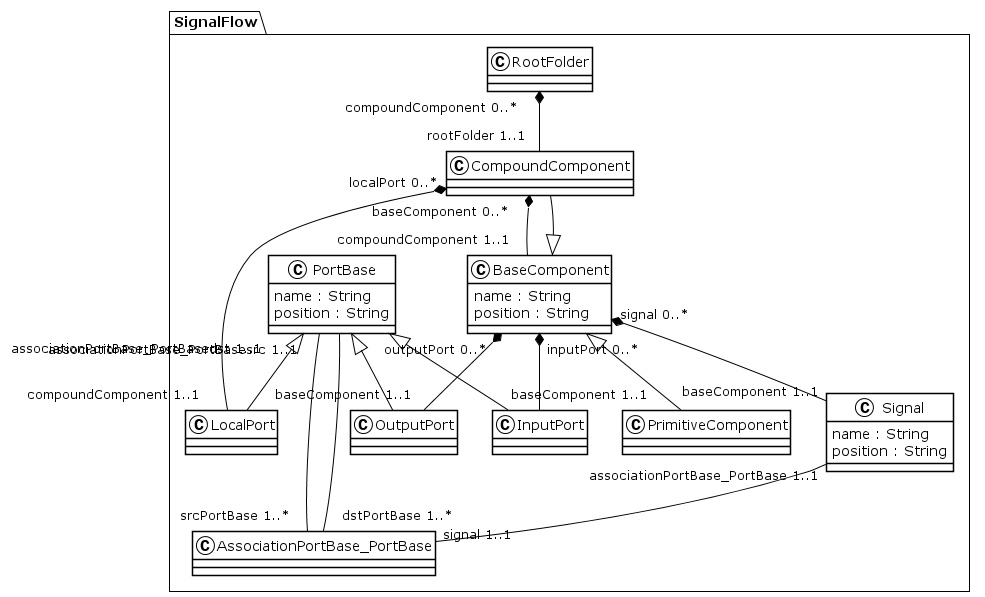 SignalFlow
C RootFolder
compoundComponent 0..*
rootFolder 1..1
C CompoundComponent
localPort 0..*
baseComponent 0..*
compoundComponent 1..1
C PortBase
name : String
position : String
C BaseComponent
name : String
position : String
signal 0..*
1..1
outputPort 0..*
inputPort 0..*
compoundComponent 1..1
baseComponent 1..1
baseComponent 1..1
baseComponent 1..1
C LocalPort
C OutputPort
C InputPort
C PrimitiveComponent
C Signal
name : String
position : String
associationPortBase_PortBase 1..1
srcPortBase 1..*
dstPortBase 1..*
signal 1..1
C AssociationPortBase_PortBase